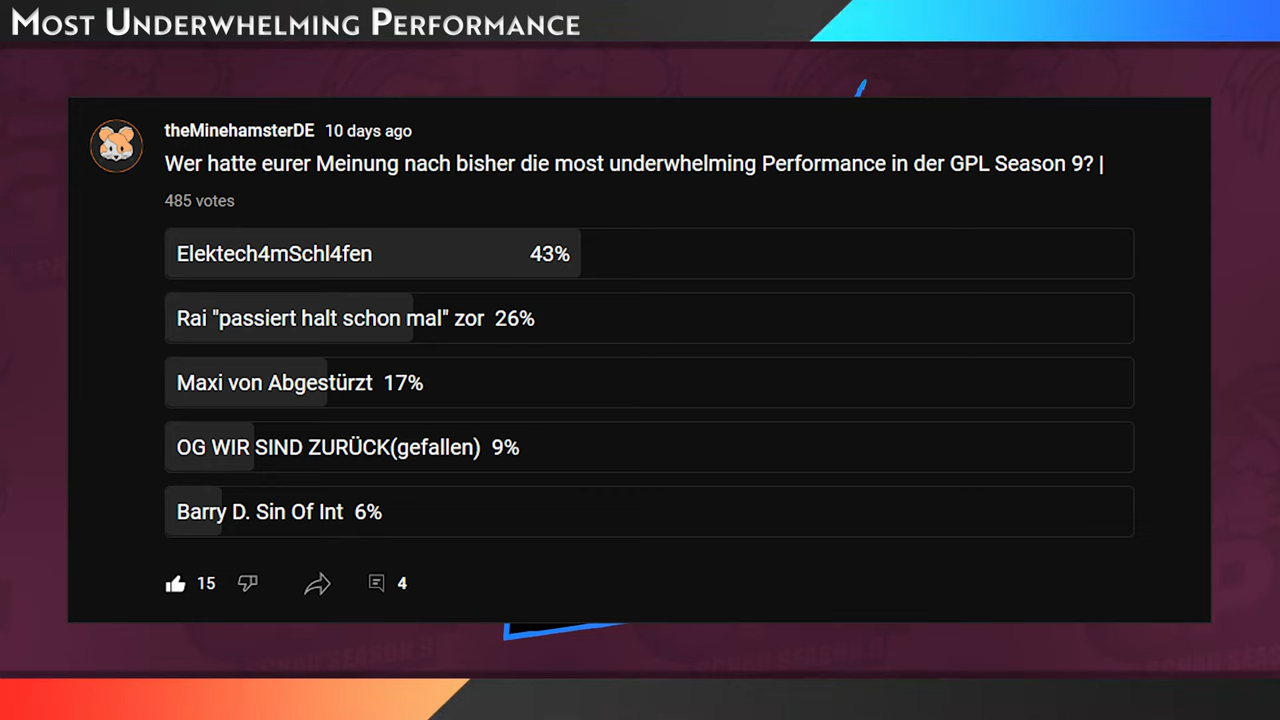 Most Underwhelming Performance
theMinehamsterDE 10 days ago
Wer hatte eurer Meinung nach bisher die most underwhelming Performance in der GPL Season 9? |
485 votes
Elektech4mSchl4fen 43%
Rai "passiert halt schon mal" zor 26%
Maxi von Abgestürzt 17%
OG WIR SIND ZURÜCK(gefallen) 9%
Barry D. Sin Of Int 6%
15 4